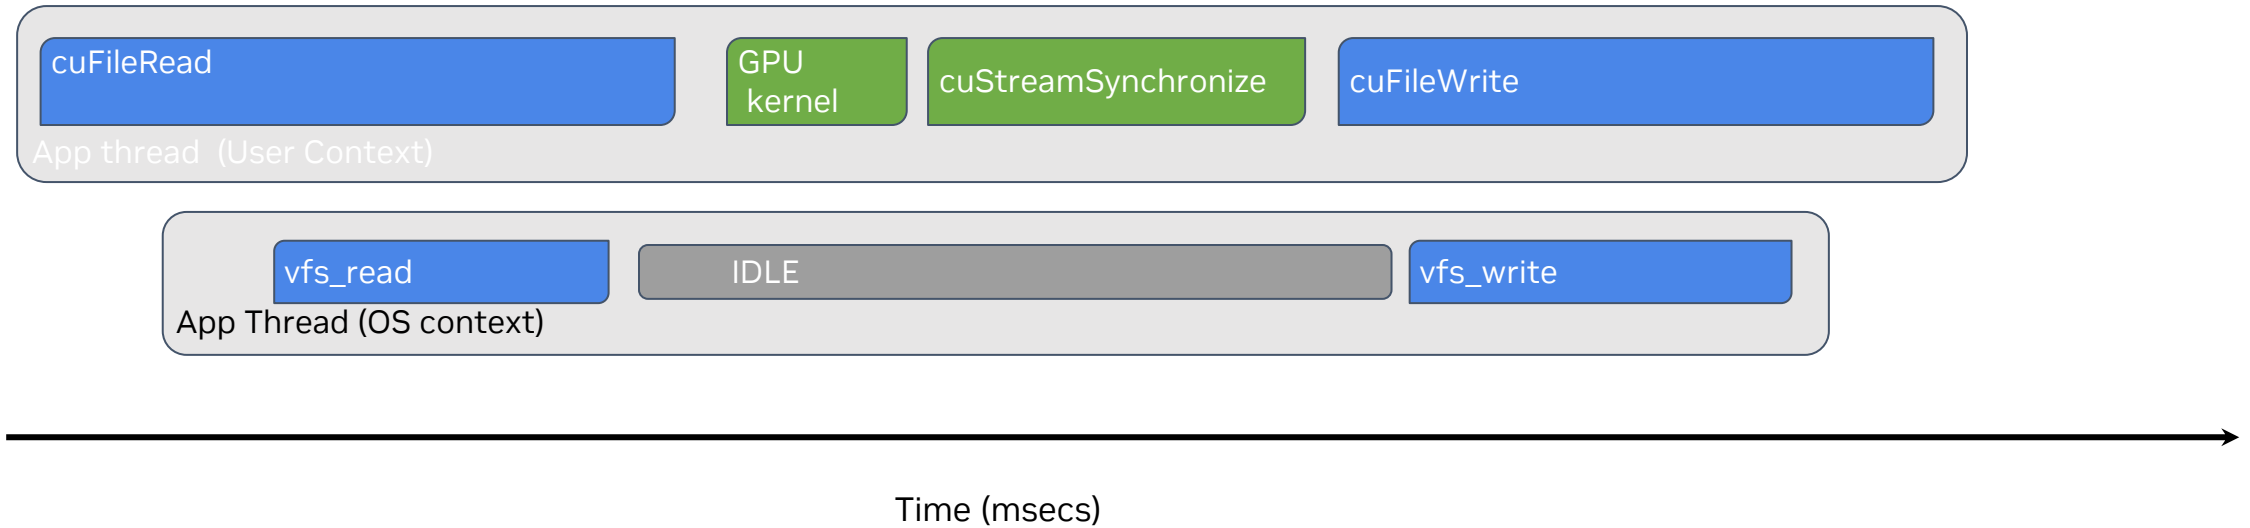 cuFileRead
GPU
kernel
cuStreamSynchronize
cuFileWrite
App thread (User Context)
vfs_read
IDLE
vfs_write
App Thread (OS context)
Time (msecs)